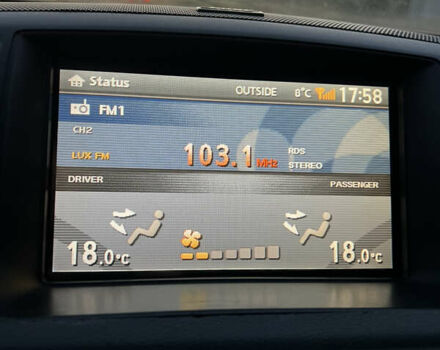 Status
OUTSIDE 8°C 17:58
FM1
CH2
LUX FM 103.1 MHz RDS
STEREO
DRIVER PASSENGER
18.0°C 18.0°C